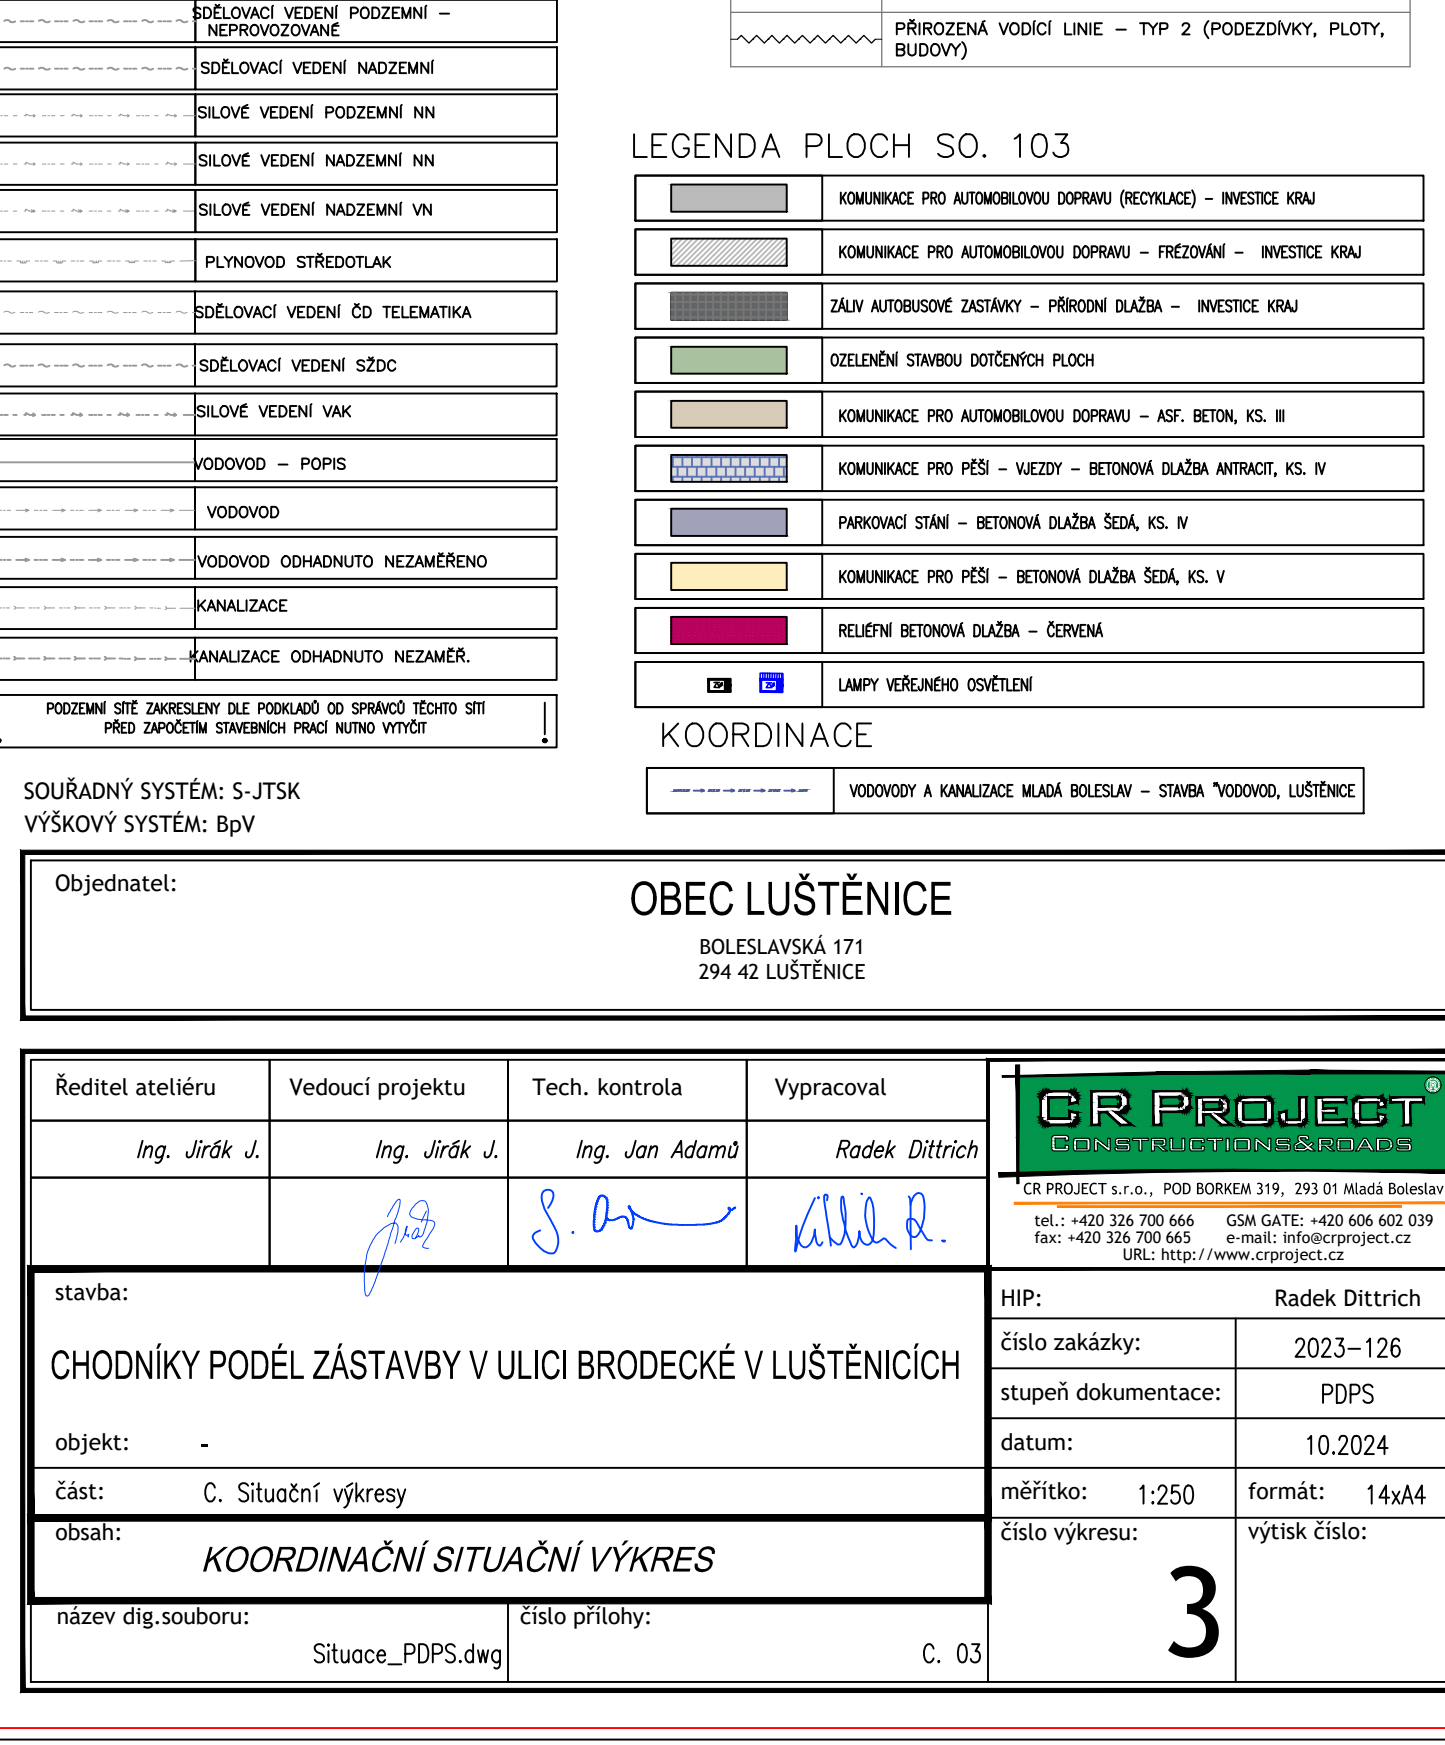 SDĚLOVACÍ VEDENÍ PODZEMNÍ –
NEPROVOZOVANÉ
SDĚLOVACÍ VEDENÍ NADZEMNÍ
SILOVÉ VEDENÍ PODZEMNÍ NN
SILOVÉ VEDENÍ NADZEMNÍ NN
SILOVÉ VEDENÍ NADZEMNÍ VN
PLYNOVOD STŘEDOTLAK
SDĚLOVACÍ VEDENÍ ČD TELEMATIKA
SDĚLOVACÍ VEDENÍ SŽDC
SILOVÉ VEDENÍ VAK
VODOVOD – POPIS
VODOVOD
VODOVOD ODHADNUTO NEZAMĚŘENO
KANALIZACE
KANALIZACE ODHADNUTO NEZAMĚŘ.
PODZEMNÍ SÍTĚ ZAKRESLENY DLE PODKLADŮ OD SPRÁVCŮ TĚCHTO SÍTÍ
PŘED ZAPOČETÍM STAVEBNÍCH PRACÍ NUTNO VYTYČIT
!
PŘIROZENÁ VODÍCÍ LINIE – TYP 2 (PODEZDÍVKY, PLOTY,
BUDOVY)
LEGENDA PLOCH SO. 103
KOMUNIKACE PRO AUTOMOBILOVOU DOPRAVU (RECYKLACE) – INVESTICE KRAJ
KOMUNIKACE PRO AUTOMOBILOVOU DOPRAVU – FRÉZOVÁNÍ – INVESTICE KRAJ
ZÁLIV AUTOBUSOVÉ ZASTÁVKY – PŘÍRODNÍ DLAŽBA – INVESTICE KRAJ
OZELENĚNÍ STAVBOU DOTČENÝCH PLOCH
KOMUNIKACE PRO AUTOMOBILOVOU DOPRAVU – ASF. BETON, KS. III
KOMUNIKACE PRO PĚŠÍ – VJEZDY – BETONOVÁ DLAŽBA ANTRACIT, KS. IV
PARKOVACÍ STÁNÍ – BETONOVÁ DLAŽBA ŠEDÁ, KS. IV
KOMUNIKACE PRO PĚŠÍ – BETONOVÁ DLAŽBA ŠEDÁ, KS. V
RELIÉFNÍ BETONOVÁ DLAŽBA – ČERVENÁ
LAMPY VEŘEJNÉHO OSVĚTLENÍ
KOORDINACE
VODOVODY A KANALIZACE MLADÁ BOLESLAV – STAVBA "VODOVOD, LUŠTĚNICE
SOUŘADNÝ SYSTÉM: S-JTSK
VÝŠKOVÝ SYSTÉM: BpV
Objednatel:
OBEC LUŠTĚNICE
BOLESLAVSKÁ 171
294 42 LUŠTĚNICE
Ředitel ateliéru Vedoucí projektu Tech. kontrola Vypracoval
Ing. Jirák J. Ing. Jirák J. Ing. Jan Adamů Radek Dittrich
CR PROJECT®
CONSTRUCTIONS&ROADS
CR PROJECT s.r.o., POD BORKEM 319, 293 01 Mladá Boleslav
tel.: +420 326 700 666 GSM GATE: +420 606 602 039
fax: +420 326 700 665 e-mail: info@crproject.cz
URL: http://www.crproject.cz
stavba:
CHODNÍKY PODÉL ZÁSTAVBY V ULICI BRODECKÉ V LUŠTĚNICÍCH
objekt: -
část: C. Situační výkresy
obsah:
KOORDINAČNÍ SITUAČNÍ VÝKRES
název dig.souboru:
Situace_PDPS.dwg
číslo přílohy:
C. 03
HIP: Radek Dittrich
číslo zakázky: 2023–126
stupeň dokumentace: PDPS
datum: 10.2024
měřítko: 1:250 formát: 14xA4
číslo výkresu: výtisk číslo:
3